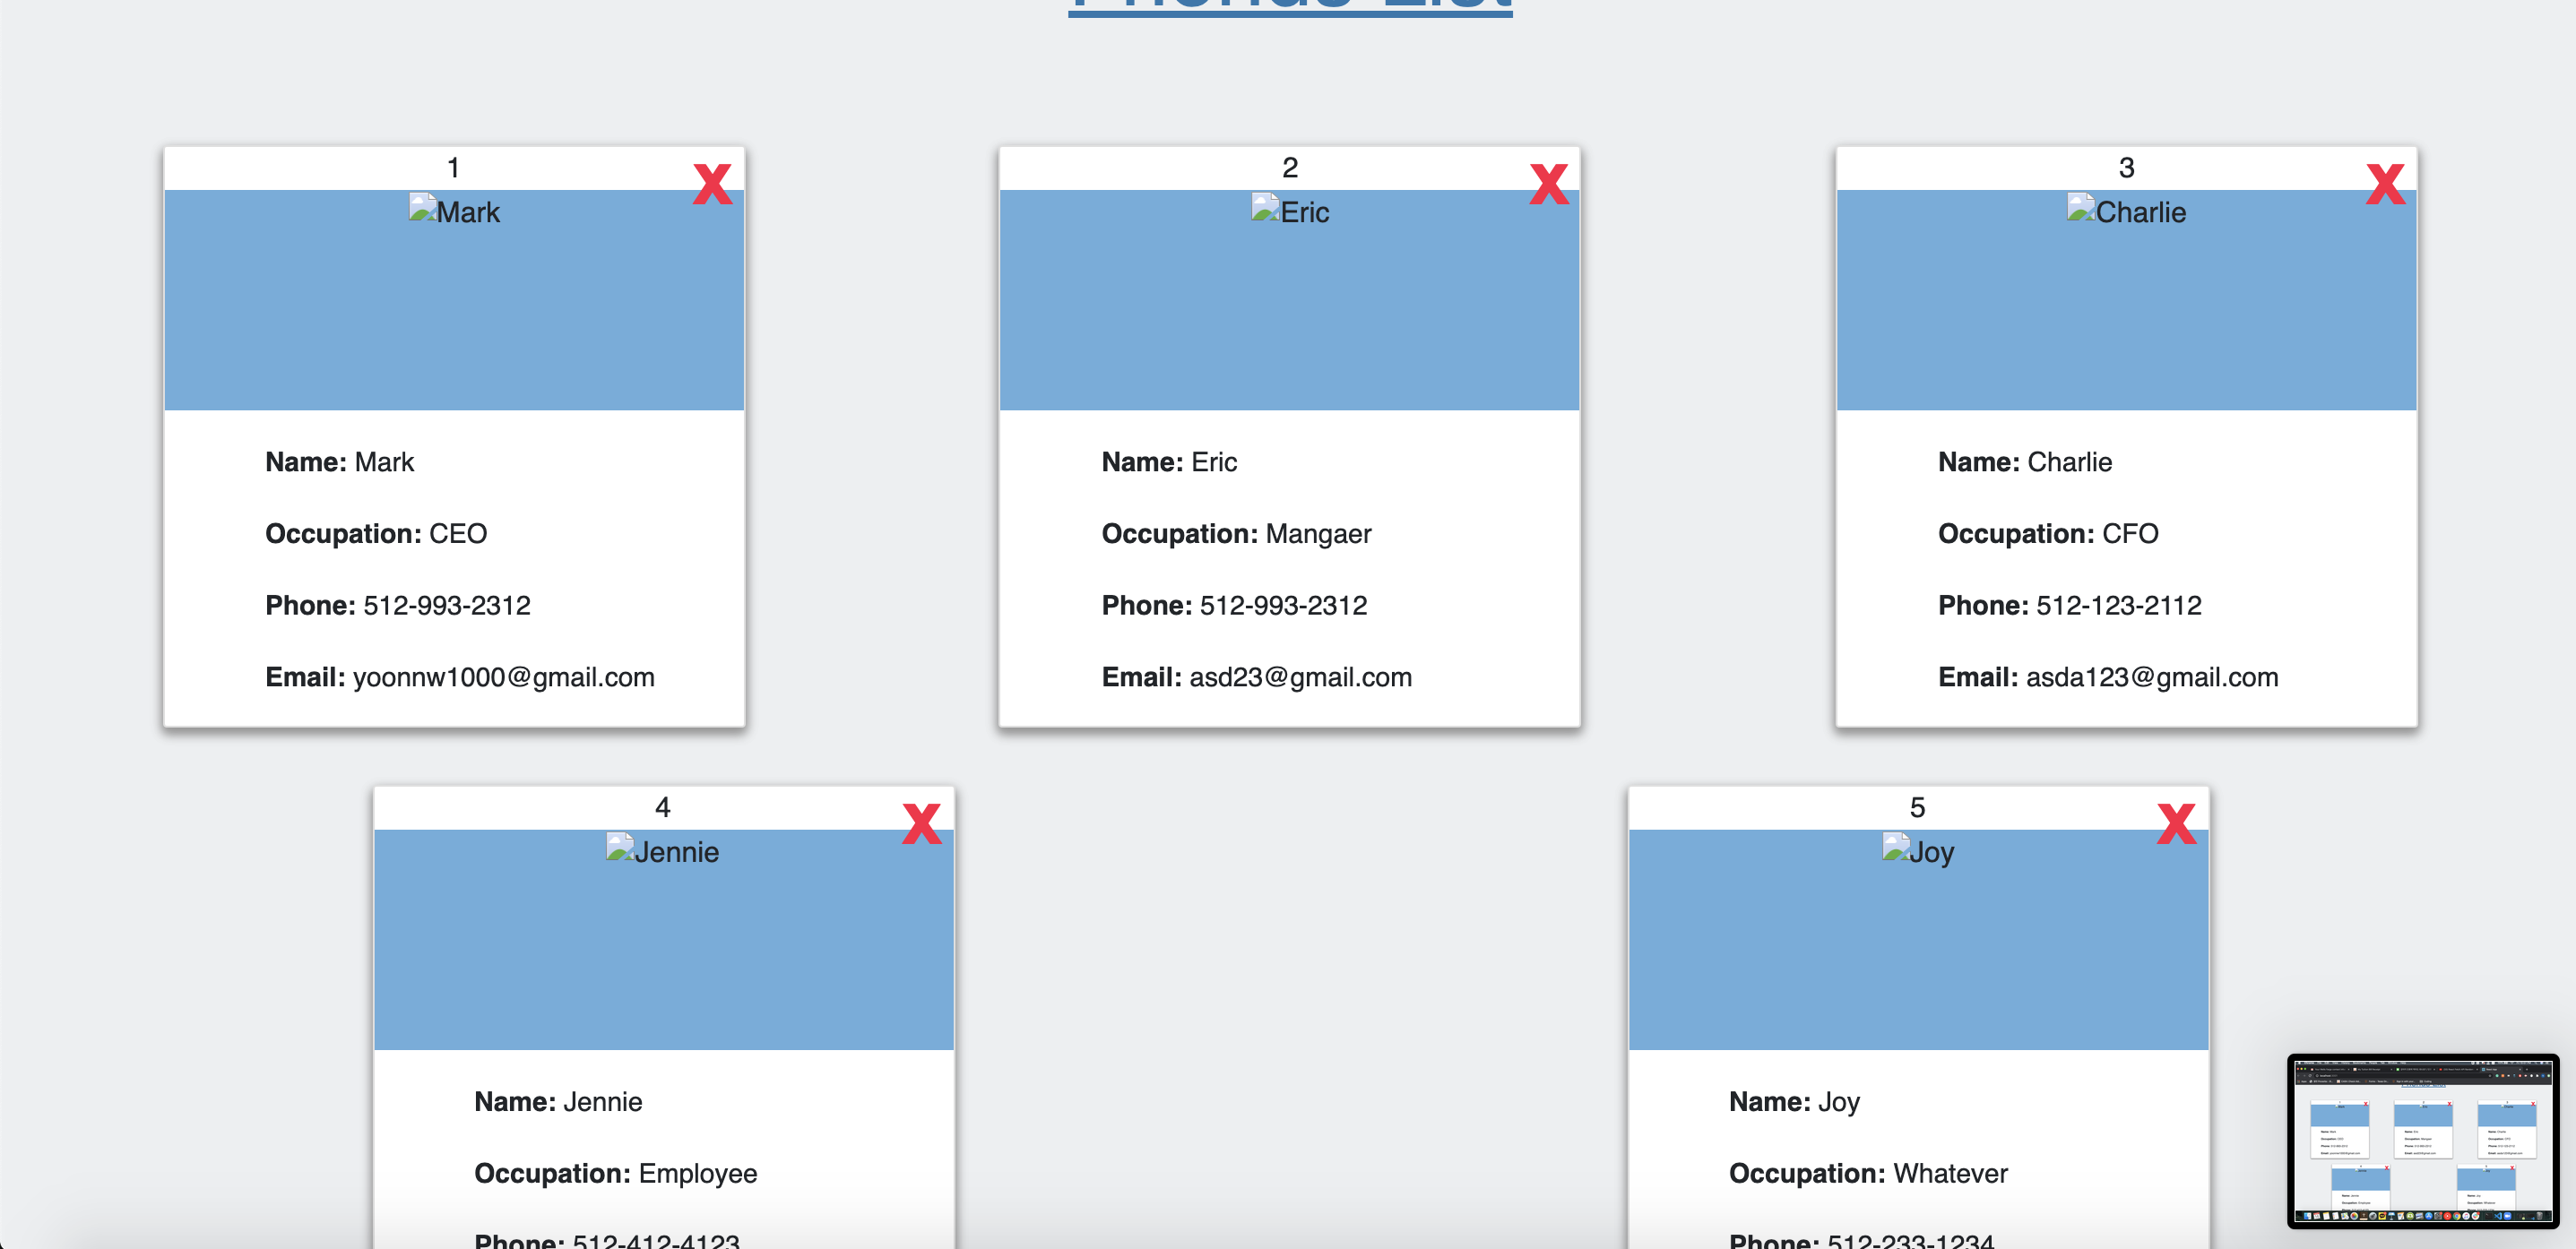 Friends List
1
X
Mark
Name: Mark
Occupation: CEO
Phone: 512-993-2312
Email: yoonnw1000@gmail.com
2
X
Eric
Name: Eric
Occupation: Mangaer
Phone: 512-993-2312
Email: asd23@gmail.com
3
X
Charlie
Name: Charlie
Occupation: CFO
Phone: 512-123-2112
Email: asda123@gmail.com
4
X
Jennie
Name: Jennie
Occupation: Employee
Phone: 512-412-4123
5
X
Joy
Name: Joy
Occupation: Whatever
Phone: 512-233-1234